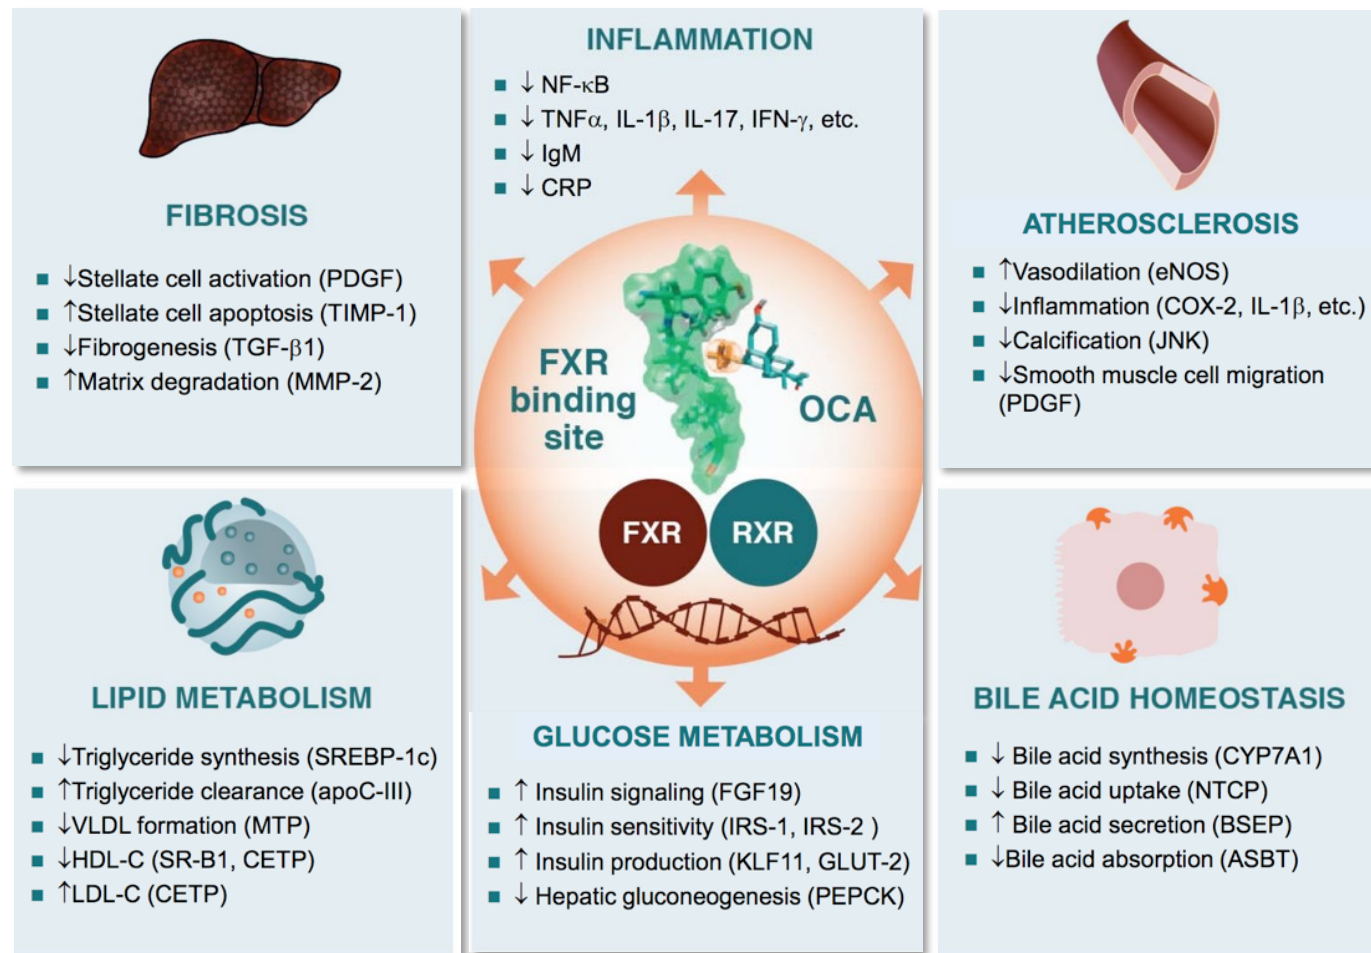 FIBROSIS
↓Stellate cell activation (PDGF)
↑Stellate cell apoptosis (TIMP-1)
↓Fibrogenesis (TGF-β1)
↑Matrix degradation (MMP-2)
INFLAMMATION
↓ NF-κB
↓ TNFα, IL-1β, IL-17, IFN-γ, etc.
↓ IgM
↓ CRP
ATHEROSCLEROSIS
↑Vasodilation (eNOS)
↓Inflammation (COX-2, IL-1β, etc.)
↓Calcification (JNK)
↓Smooth muscle cell migration
(PDGF)
FXR
binding
site
OCA
FXR
RXR
LIPID METABOLISM
↓Triglyceride synthesis (SREBP-1c)
↑Triglyceride clearance (apoC-III)
↓VLDL formation (MTP)
↓HDL-C (SR-B1, CETP)
↑LDL-C (CETP)
GLUCOSE METABOLISM
↑ Insulin signaling (FGF19)
↑ Insulin sensitivity (IRS-1, IRS-2 )
↑ Insulin production (KLF11, GLUT-2)
↓ Hepatic gluconeogenesis (PEPCK)
BILE ACID HOMEOSTASIS
↓ Bile acid synthesis (CYP7A1)
↓ Bile acid uptake (NTCP)
↑ Bile acid secretion (BSEP)
↓Bile acid absorption (ASBT)